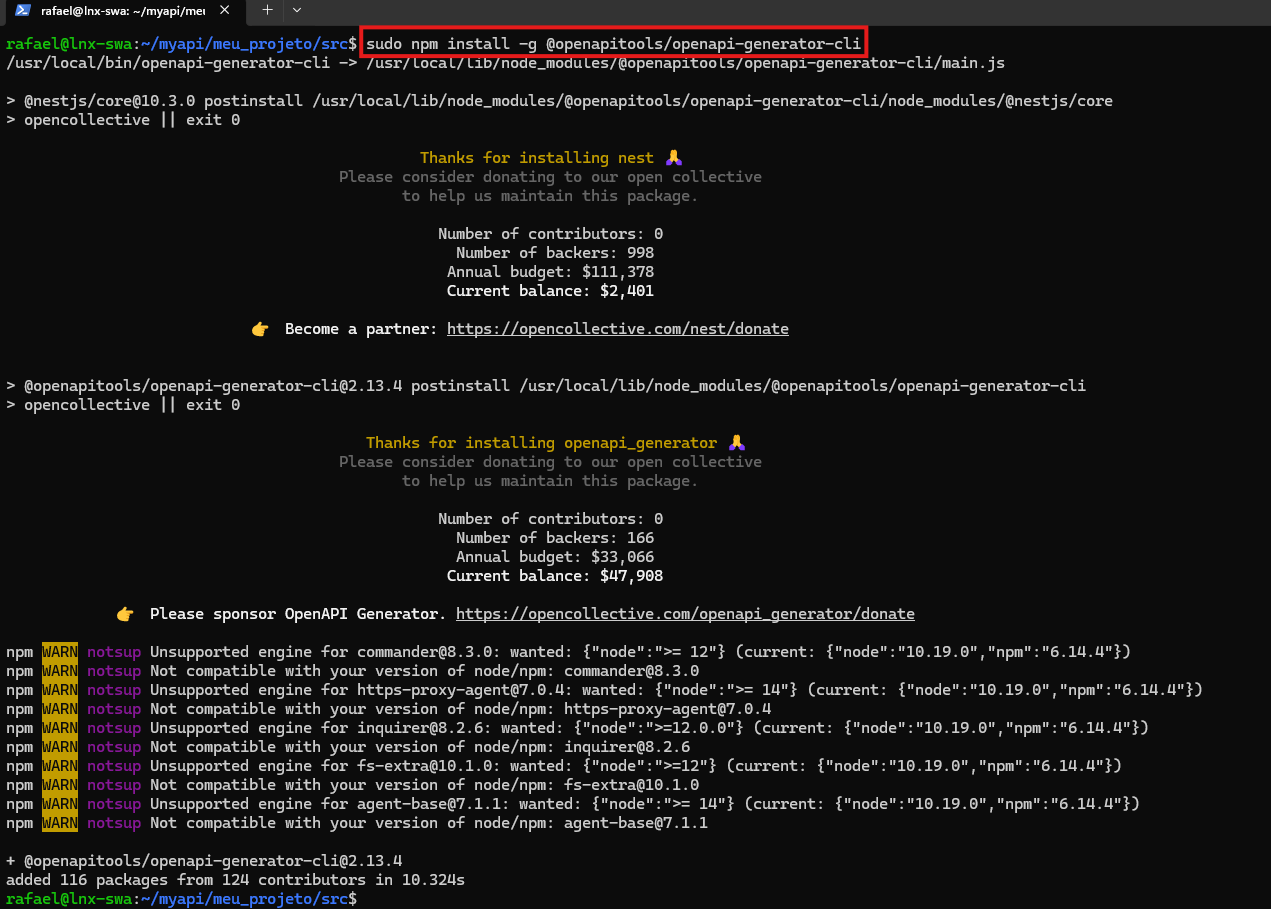 rafael@lnx-swa: ~/myapi/meu
rafael@lnx-swa:~/myapi/meu_projeto/src$ sudo npm install -g @openapitools/openapi-generator-cli
/usr/local/bin/openapi-generator-cli -> /usr/local/lib/node_modules/@openapitools/openapi-generator-cli/main.js
> @nestjs/core@10.3.0 postinstall /usr/local/lib/node_modules/@openapitools/openapi-generator-cli/node_modules/@nestjs/core
> opencollective || exit 0
Thanks for installing nest 🙏
Please consider donating to our open collective
to help us maintain this package.
Number of contributors: 0
Number of backers: 998
Annual budget: $111,378
Current balance: $2,401
👉 Become a partner: https://opencollective.com/nest/donate
> @openapitools/openapi-generator-cli@2.13.4 postinstall /usr/local/lib/node_modules/@openapitools/openapi-generator-cli
> opencollective || exit 0
Thanks for installing openapi_generator 🙏
Please consider donating to our open collective
to help us maintain this package.
Number of contributors: 0
Number of backers: 166
Annual budget: $33,066
Current balance: $47,908
👉 Please sponsor OpenAPI Generator. https://opencollective.com/openapi_generator/donate
npm WARN notsup Unsupported engine for commander@8.3.0: wanted: {"node":">= 12"} (current: {"node":"10.19.0","npm":"6.14.4"})
npm WARN notsup Not compatible with your version of node/npm: commander@8.3.0
npm WARN notsup Unsupported engine for https-proxy-agent@7.0.4: wanted: {"node":">= 14"} (current: {"node":"10.19.0","npm":"6.14.4"})
npm WARN notsup Not compatible with your version of node/npm: https-proxy-agent@7.0.4
npm WARN notsup Unsupported engine for inquirer@8.2.6: wanted: {"node":">=12.0.0"} (current: {"node":"10.19.0","npm":"6.14.4"})
npm WARN notsup Not compatible with your version of node/npm: inquirer@8.2.6
npm WARN notsup Unsupported engine for fs-extra@10.1.0: wanted: {"node":">=12"} (current: {"node":"10.19.0","npm":"6.14.4"})
npm WARN notsup Not compatible with your version of node/npm: fs-extra@10.1.0
npm WARN notsup Unsupported engine for agent-base@7.1.1: wanted: {"node":">= 14"} (current: {"node":"10.19.0","npm":"6.14.4"})
npm WARN notsup Not compatible with your version of node/npm: agent-base@7.1.1
+ @openapitools/openapi-generator-cli@2.13.4
added 116 packages from 124 contributors in 10.324s
rafael@lnx-swa:~/myapi/meu_projeto/src$